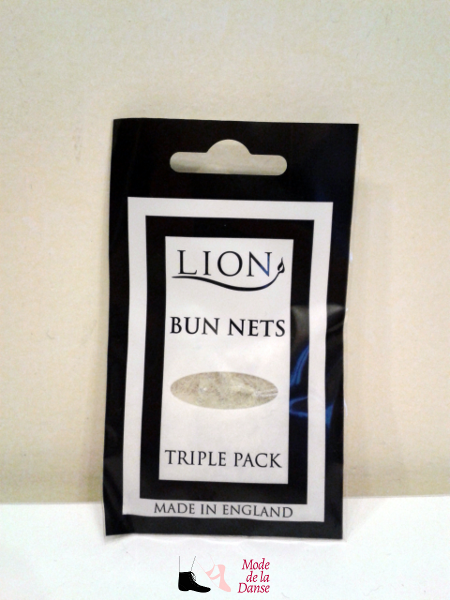 LION
BUN NETS
TRIPLE PACK
MADE IN ENGLAND
Mode
de la
Danse